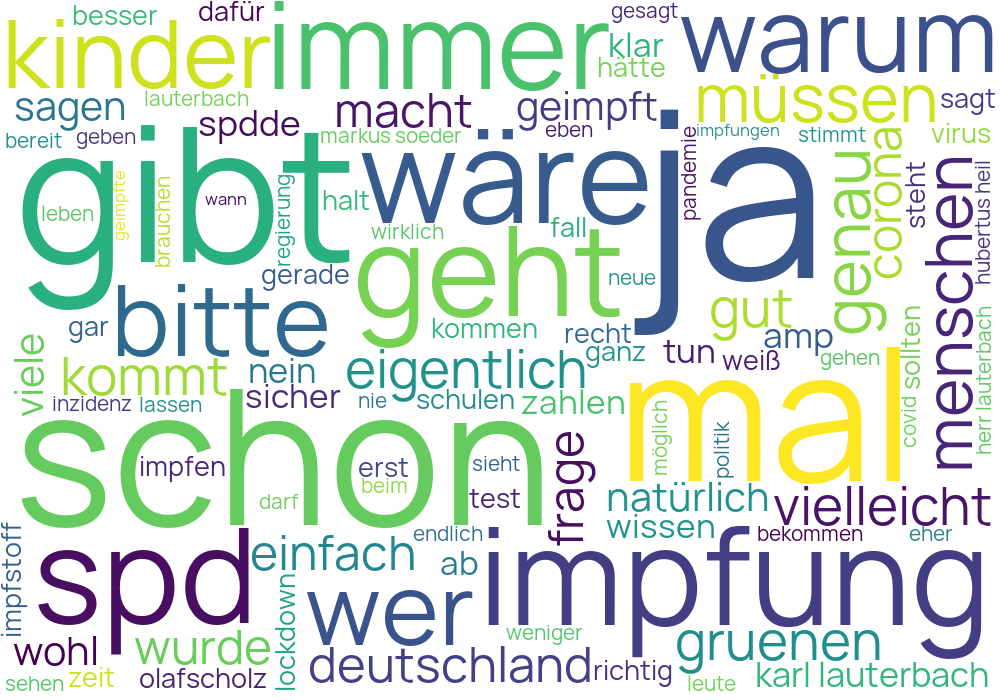 besser
dafür
gesagt
kinder
immer
warum
klar
hätte
sagen
lauterbach
macht
geimpft
müssen
sagt
bereit
geben
spdde
markus soeder
eben
impfungen
stimmt
virus
gibt
wäre
ja
pandemie
genau
corona
steht
menschen
hubertus heil
leben
geimpfte
brauchen
wann
regierung
halt
wirklich
fall
gerade
geht
neue
bitte
gut
gar
kommen
recht
amp
ganz
tun
weiß
gehen
viele
kommt
nein
eigentlich
covid sollten
herr lauterbach
inzidenz
lassen
sicher
nie
schulen
zahlen
mal
schon
möglich
politik
impfen
erst
sieht
frage
beim
darf
test
natürlich
vielleicht
wissen
impfstoff
spd
einfach
endlich
ab
impfung
bekommen
eher
wer
lockdown
weniger
wohl
wurde
deutschland
gruenen
richtig
karl lauterbach
sehen
zeit
olafscholz
leute